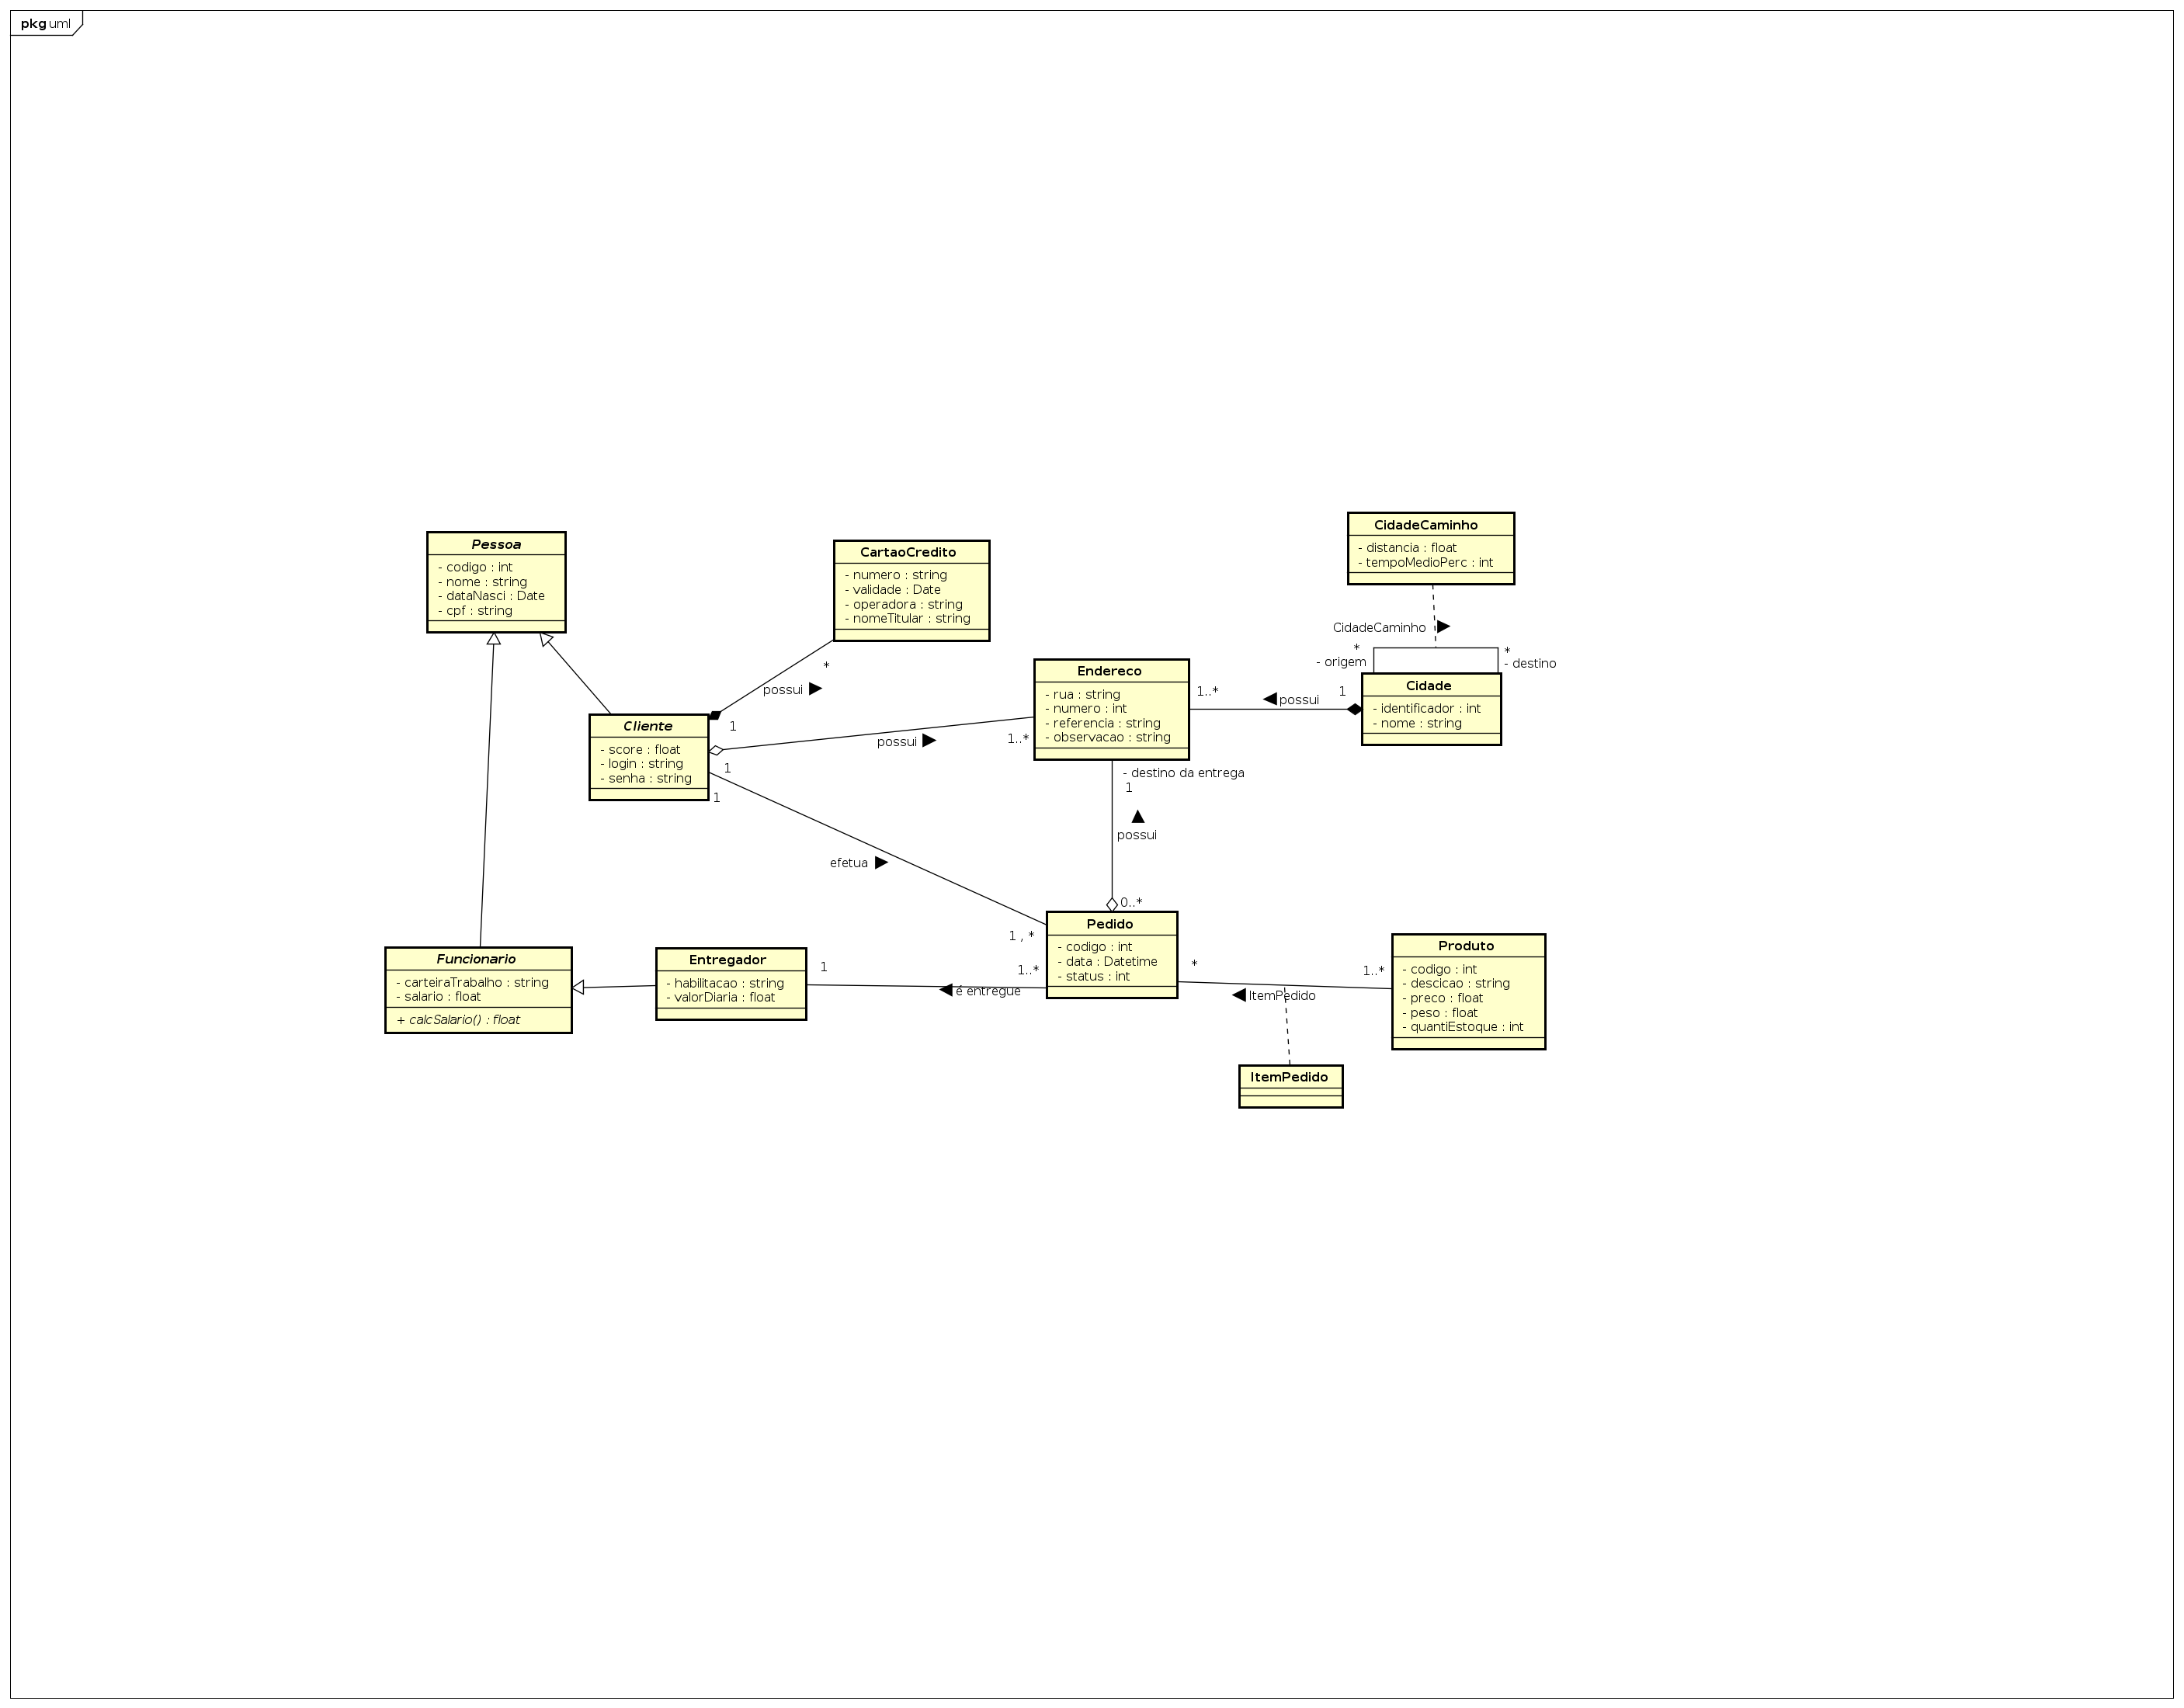 pkg uml
Pessoa
- codigo : int
- nome : string
- dataNasci : Date
- cpf : string
CartaoCredito
- numero : string
- validade : Date
- operadora : string
- nomeTitular : string
CidadeCaminho
- distancia : float
- tempoMedioPerc : int
CidadeCaminho
*
- origem
*
- destino
Cidade
- identificador : int
- nome : string
1
possui
1..*
Endereco
- rua : string
- numero : int
- referencia : string
- observacao : string
*
possui
1
Cliente
- score : float
- login : string
- senha : string
possui
1..*
1
1
- destino da entrega
1
possui
0..*
efetua
1 , *
Pedido
- codigo : int
- data : Datetime
- status : int
1..*
é entregue
1
Entregador
- habilitacao : string
- valorDiaria : float
Funcionario
- carteiraTrabalho : string
- salario : float
+ calcSalario() : float
*
ItemPedido
1..*
Produto
- codigo : int
- descicao : string
- preco : float
- peso : float
- quantiEstoque : int
ItemPedido